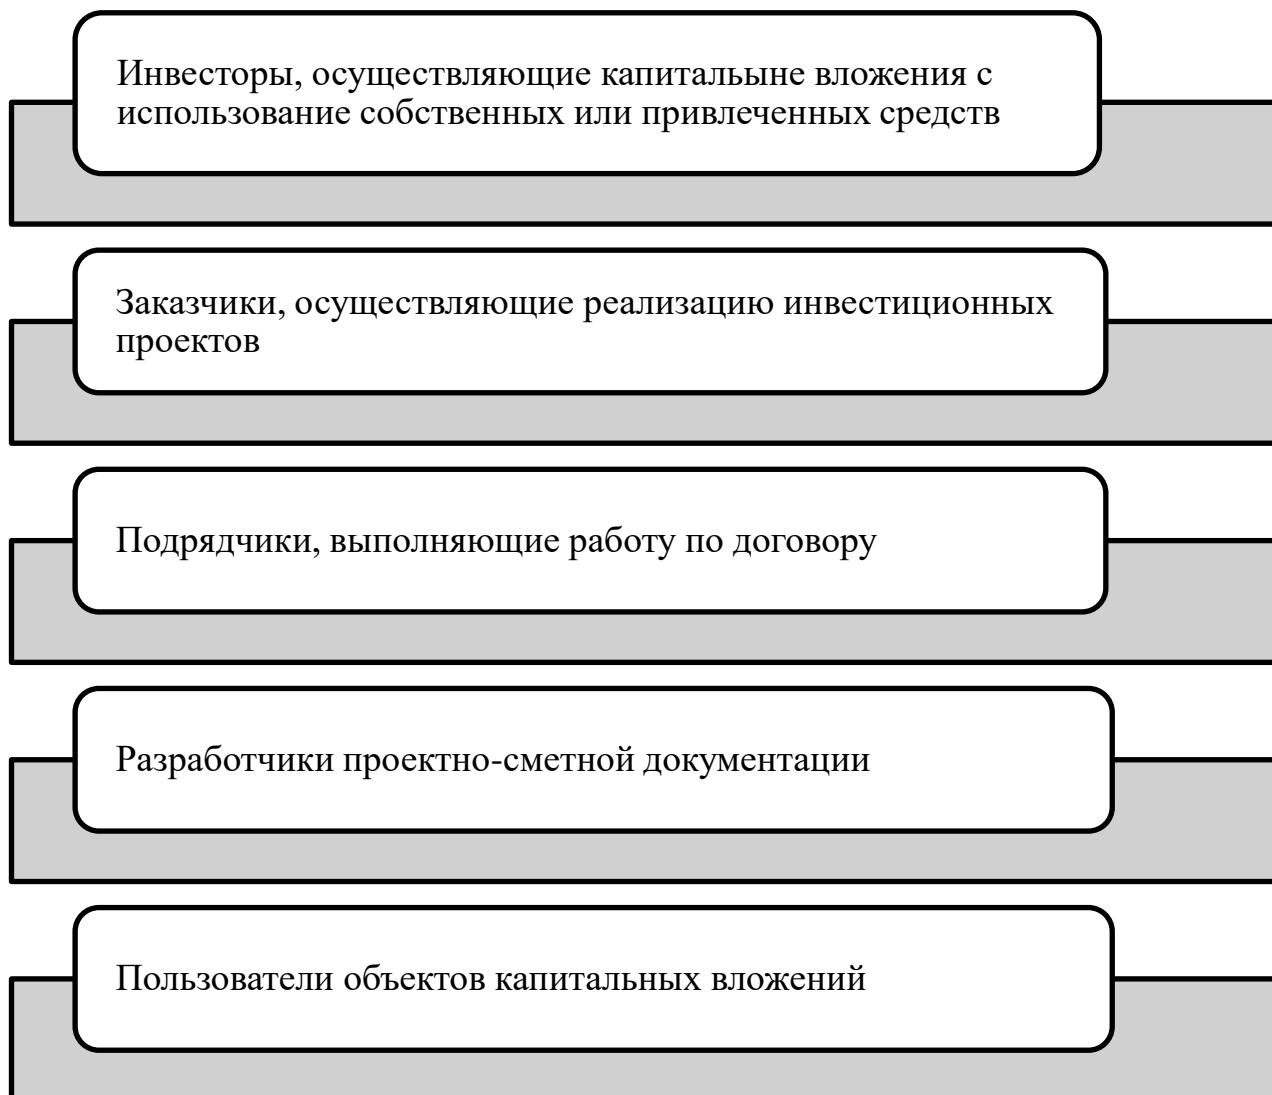 Инвесторы, осуществляющие капитальыне вложения с
использование собственных или привлеченных средств
Заказчики, осуществляющие реализацию инвестиционных
проектов
Подрядчики, выполняющие работу по договору
Разработчики проектно-сметной документации
Пользователи объектов капитальных вложений